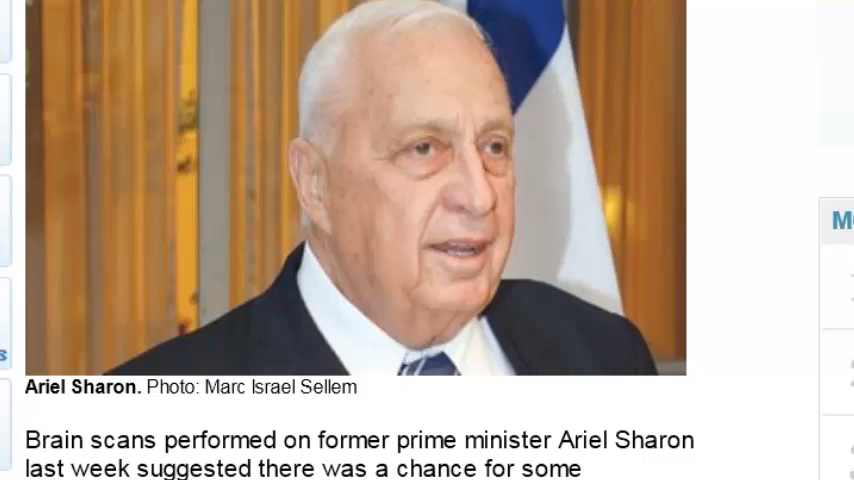 Ariel Sharon. Photo: Marc Israel Sellem
Brain scans performed on former prime minister Ariel Sharon
last week suggested there was a chance for some